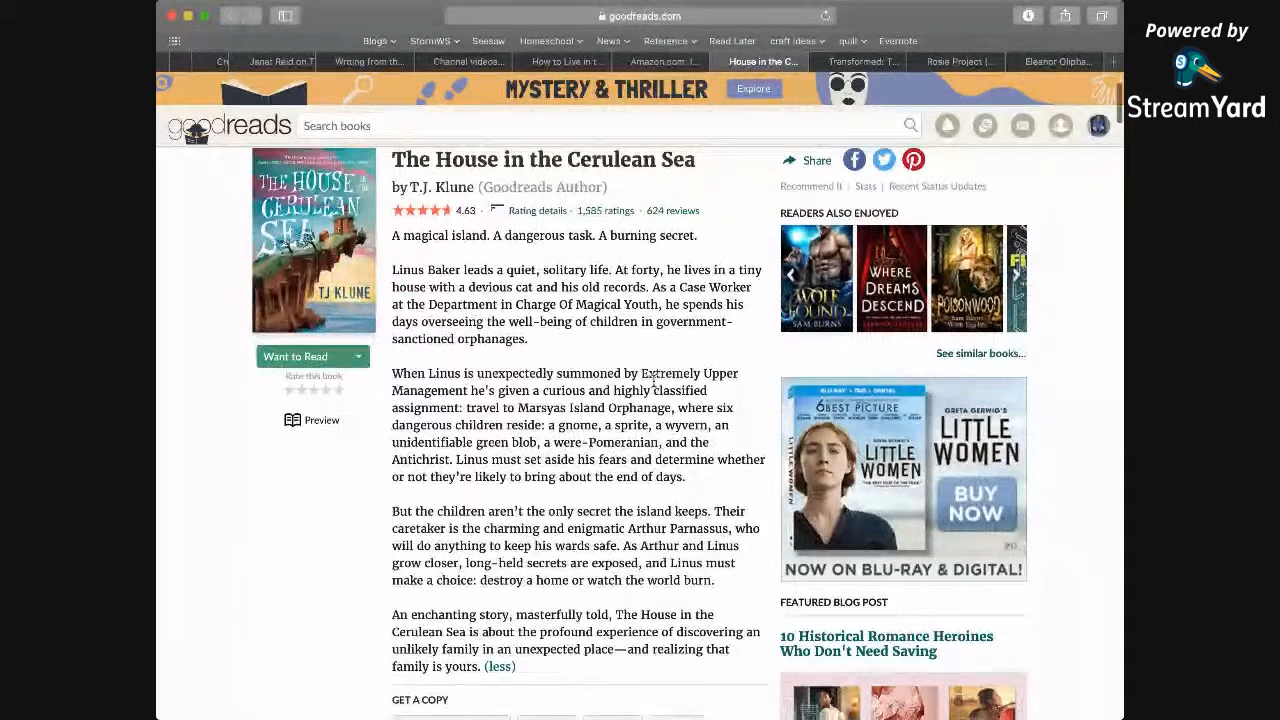 Powered by
StreamYard
goodreads.com
Blogs StormWS Seesaw Homeschool News Reference Read Later craft ideas quill Evernote
Janet Reid on T Writing from th... Channel videos... How to Live in t... Amazon.com: I... House in the C... Transformed: T... Rosie Project (... Eleanor Olipha...
MYSTERY & THRILLER Explore
goodreads Search books
The House in the Cerulean Sea
by T.J. Klune (Goodreads Author)
4.63 · Rating details · 1,585 ratings · 624 reviews
A magical island. A dangerous task. A burning secret.
Linus Baker leads a quiet, solitary life. At forty, he lives in a tiny
house with a devious cat and his old records. As a Case Worker
at the Department in Charge Of Magical Youth, he spends his
days overseeing the well-being of children in government-
sanctioned orphanages.
When Linus is unexpectedly summoned by Extremely Upper
Management he's given a curious and highly classified
assignment: travel to Marsyas Island Orphanage, where six
dangerous children reside: a gnome, a sprite, a wyvern, an
unidentifiable green blob, a were-Pomeranian, and the
Antichrist. Linus must set aside his fears and determine whether
or not they're likely to bring about the end of days.
But the children aren't the only secret the island keeps. Their
caretaker is the charming and enigmatic Arthur Parnassus, who
will do anything to keep his wards safe. As Arthur and Linus
grow closer, long-held secrets are exposed, and Linus must
make a choice: destroy a home or watch the world burn.
An enchanting story, masterfully told, The House in the
Cerulean Sea is about the profound experience of discovering an
unlikely family in an unexpected place—and realizing that
family is yours. (less)
GET A COPY
THE HOUSE
IN THE
CERULEAN
SEA
TJ KLUNE
Want to Read
Rate this book
Preview
Share
Recommend It | Stats | Recent Status Updates
READERS ALSO ENJOYED
WOLF
FOUND
SAM BURNS
WHERE
DREAMS
DESCEND
POISONWOOD
See similar books...
BLU-RAY + DVD + DIGITAL
6 BEST PICTURE
LITTLE
WOMEN
GRETA GERWIG'S
LITTLE
WOMEN
BUY
NOW
PG
NOW ON BLU-RAY & DIGITAL!
FEATURED BLOG POST
10 Historical Romance Heroines
Who Don't Need Saving